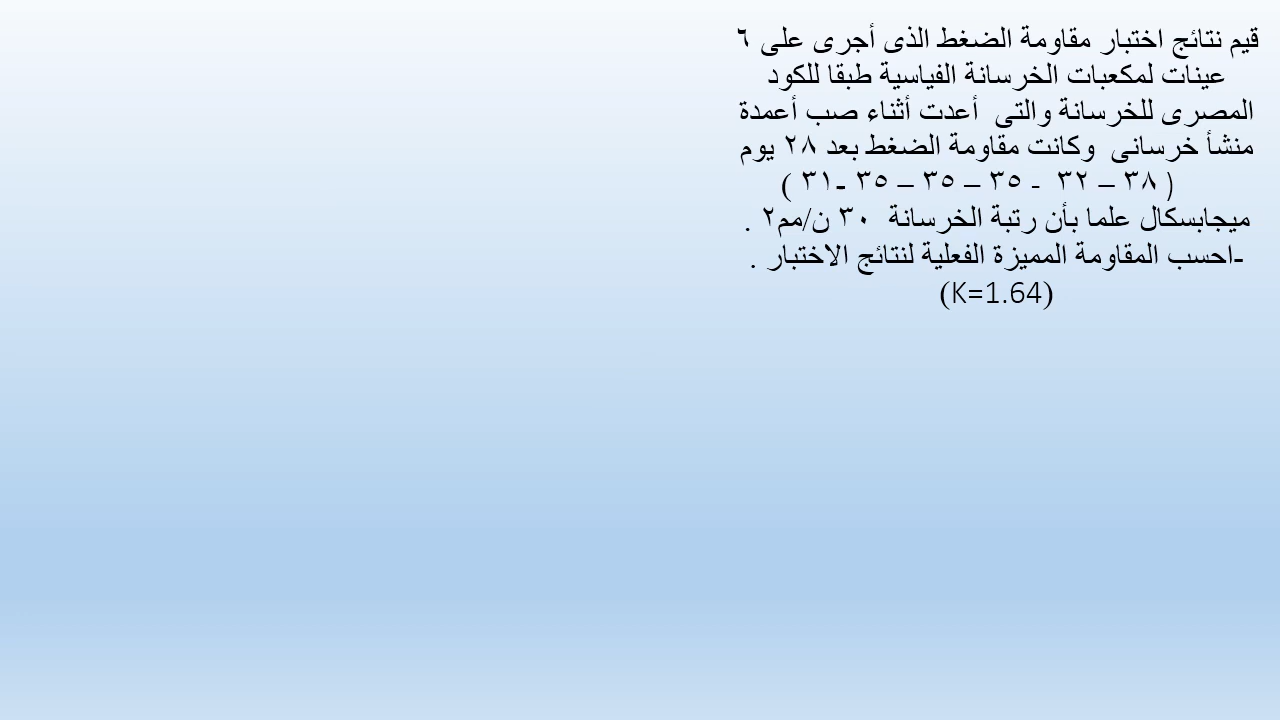 قيم نتائج اختبار مقاومة الضغط الذى أجرى على ٦
عينات لمكعبات الخرسانة الفياسية طبقا للكود
المصرى للخرسانة والتى أعدت أثناء صب أعمدة
منشأ خرسانى وكانت مقاومة الضغط بعد ٢٨ يوم
( ٣٨ – ٣٢ - ٣٥ – ٣٥ – ٣٥ -٣١ )
ميجابسكال علما بأن رتبة الخرسانة ٣٠ ن/مم٢ .
-احسب المقاومة المميزة الفعلية لنتائج الاختبار .
(K=1.64)